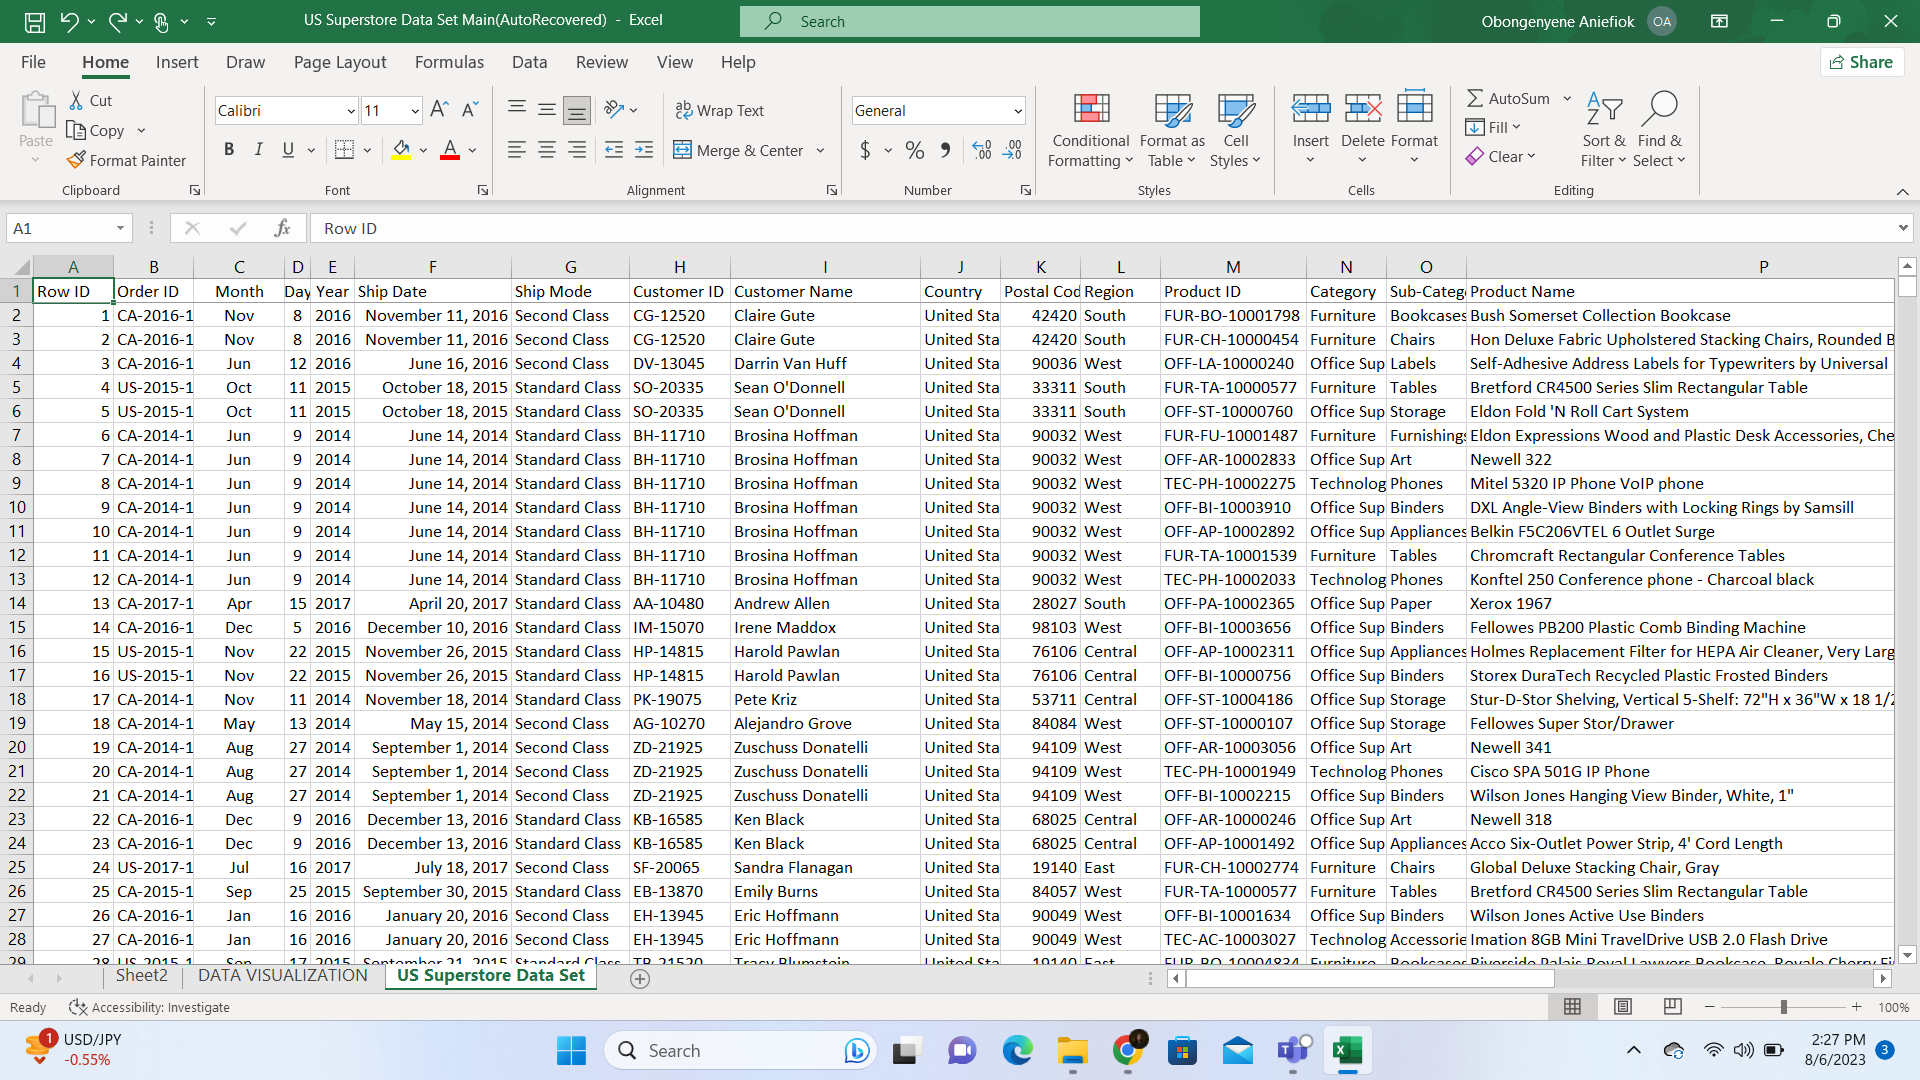 US Superstore Data Set Main(AutoRecovered) - Excel
Search
Obongenyene Aniefiok OA
File Home Insert Draw Page Layout Formulas Data Review View Help Share
Paste Cut Copy Format Painter Clipboard
Calibri 11 B I U Font
Wrap Text Merge & Center Alignment
General $ % Number
Conditional Formatting Format as Table Cell Styles Styles
Insert Delete Format Cells
AutoSum Fill Clear Sort & Filter Find & Select Editing
A1 fx Row ID
A B C D E F G H I J K L M N O P
1 Row ID Order ID Month Day Year Ship Date Ship Mode Customer ID Customer Name Country Postal Cod Region Product ID Category Sub-Categ Product Name
2 1 CA-2016-1 Nov 8 2016 November 11, 2016 Second Class CG-12520 Claire Gute United Sta 42420 South FUR-BO-10001798 Furniture Bookcases Bush Somerset Collection Bookcase
3 2 CA-2016-1 Nov 8 2016 November 11, 2016 Second Class CG-12520 Claire Gute United Sta 42420 South FUR-CH-10000454 Furniture Chairs Hon Deluxe Fabric Upholstered Stacking Chairs, Rounded B
4 3 CA-2016-1 Jun 12 2016 June 16, 2016 Second Class DV-13045 Darrin Van Huff United Sta 90036 West OFF-LA-10000240 Office Sup Labels Self-Adhesive Address Labels for Typewriters by Universal
5 4 US-2015-1 Oct 11 2015 October 18, 2015 Standard Class SO-20335 Sean O'Donnell United Sta 33311 South FUR-TA-10000577 Furniture Tables Bretford CR4500 Series Slim Rectangular Table
6 5 US-2015-1 Oct 11 2015 October 18, 2015 Standard Class SO-20335 Sean O'Donnell United Sta 33311 South OFF-ST-10000760 Office Sup Storage Eldon Fold 'N Roll Cart System
7 6 CA-2014-1 Jun 9 2014 June 14, 2014 Standard Class BH-11710 Brosina Hoffman United Sta 90032 West FUR-FU-10001487 Furniture Furnishings Eldon Expressions Wood and Plastic Desk Accessories, Che
8 7 CA-2014-1 Jun 9 2014 June 14, 2014 Standard Class BH-11710 Brosina Hoffman United Sta 90032 West OFF-AR-10002833 Office Sup Art Newell 322
9 8 CA-2014-1 Jun 9 2014 June 14, 2014 Standard Class BH-11710 Brosina Hoffman United Sta 90032 West TEC-PH-10002275 Technolog Phones Mitel 5320 IP Phone VoIP phone
10 9 CA-2014-1 Jun 9 2014 June 14, 2014 Standard Class BH-11710 Brosina Hoffman United Sta 90032 West OFF-BI-10003910 Office Sup Binders DXL Angle-View Binders with Locking Rings by Samsill
11 10 CA-2014-1 Jun 9 2014 June 14, 2014 Standard Class BH-11710 Brosina Hoffman United Sta 90032 West OFF-AP-10002892 Office Sup Appliances Belkin F5C206VTEL 6 Outlet Surge
12 11 CA-2014-1 Jun 9 2014 June 14, 2014 Standard Class BH-11710 Brosina Hoffman United Sta 90032 West FUR-TA-10001539 Furniture Tables Chromcraft Rectangular Conference Tables
13 12 CA-2014-1 Jun 9 2014 June 14, 2014 Standard Class BH-11710 Brosina Hoffman United Sta 90032 West TEC-PH-10002033 Technolog Phones Konftel 250 Conference phone - Charcoal black
14 13 CA-2017-1 Apr 15 2017 April 20, 2017 Standard Class AA-10480 Andrew Allen United Sta 28027 South OFF-PA-10002365 Office Sup Paper Xerox 1967
15 14 CA-2016-1 Dec 5 2016 December 10, 2016 Standard Class IM-15070 Irene Maddox United Sta 98103 West OFF-BI-10003656 Office Sup Binders Fellowes PB200 Plastic Comb Binding Machine
16 15 US-2015-1 Nov 22 2015 November 26, 2015 Standard Class HP-14815 Harold Pawlan United Sta 76106 Central OFF-AP-10002311 Office Sup Appliances Holmes Replacement Filter for HEPA Air Cleaner, Very Larg
17 16 US-2015-1 Nov 22 2015 November 26, 2015 Standard Class HP-14815 Harold Pawlan United Sta 76106 Central OFF-BI-10000756 Office Sup Binders Storex DuraTech Recycled Plastic Frosted Binders
18 17 CA-2014-1 Nov 11 2014 November 18, 2014 Standard Class PK-19075 Pete Kriz United Sta 53711 Central OFF-ST-10004186 Office Sup Storage Stur-D-Stor Shelving, Vertical 5-Shelf: 72"H x 36"W x 18 1/2
19 18 CA-2014-1 May 13 2014 May 15, 2014 Second Class AG-10270 Alejandro Grove United Sta 84084 West OFF-ST-10000107 Office Sup Storage Fellowes Super Stor/Drawer
20 19 CA-2014-1 Aug 27 2014 September 1, 2014 Second Class ZD-21925 Zuschuss Donatelli United Sta 94109 West OFF-AR-10003056 Office Sup Art Newell 341
21 20 CA-2014-1 Aug 27 2014 September 1, 2014 Second Class ZD-21925 Zuschuss Donatelli United Sta 94109 West TEC-PH-10001949 Technolog Phones Cisco SPA 501G IP Phone
22 21 CA-2014-1 Aug 27 2014 September 1, 2014 Second Class ZD-21925 Zuschuss Donatelli United Sta 94109 West OFF-BI-10002215 Office Sup Binders Wilson Jones Hanging View Binder, White, 1"
23 22 CA-2016-1 Dec 9 2016 December 13, 2016 Standard Class KB-16585 Ken Black United Sta 68025 Central OFF-AR-10000246 Office Sup Art Newell 318
24 23 CA-2016-1 Dec 9 2016 December 13, 2016 Standard Class KB-16585 Ken Black United Sta 68025 Central OFF-AP-10001492 Office Sup Appliances Acco Six-Outlet Power Strip, 4' Cord Length
25 24 US-2017-1 Jul 16 2017 July 18, 2017 Second Class SF-20065 Sandra Flanagan United Sta 19140 East FUR-CH-10002774 Furniture Chairs Global Deluxe Stacking Chair, Gray
26 25 CA-2015-1 Sep 25 2015 September 30, 2015 Standard Class EB-13870 Emily Burns United Sta 84057 West FUR-TA-10000577 Furniture Tables Bretford CR4500 Series Slim Rectangular Table
27 26 CA-2016-1 Jan 16 2016 January 20, 2016 Second Class EH-13945 Eric Hoffmann United Sta 90049 West OFF-BI-10001634 Office Sup Binders Wilson Jones Active Use Binders
28 27 CA-2016-1 Jan 16 2016 January 20, 2016 Second Class EH-13945 Eric Hoffmann United Sta 90049 West TEC-AC-10003027 Technolog Accessorie Imation 8GB Mini TravelDrive USB 2.0 Flash Drive
29 28 US-2015-1 Sep 17 2015 September 21, 2015 Standard Class TB-21520 Tracy Blumstein United Sta 19140 East FUR-BO-10004834 Furniture Bookcases Riverside Palais Royal Lawyers Bookcase, Royale Cherry Fi
Sheet2 DATA VISUALIZATION US Superstore Data Set
Ready Accessibility: Investigate 100%
1 USD/JPY
-0.55%
Search
2:27 PM
8/6/2023 3